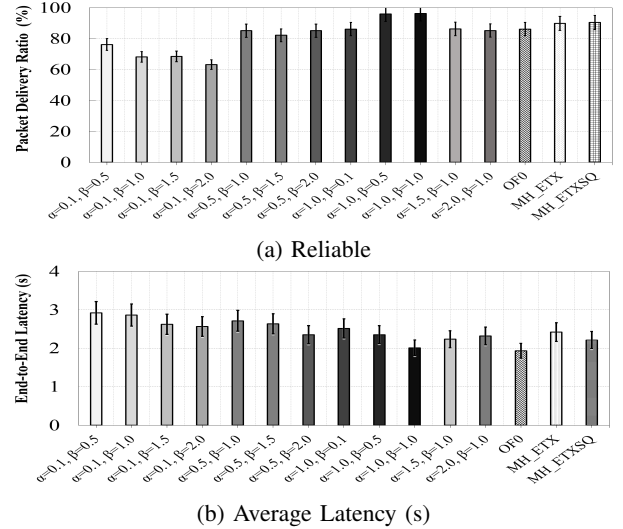 Packet Delivery Ratio (%)
100
80
60
40
20
0
α=0.1, β=0.5
α=0.1, β=1.0
α=0.1, β=1.5
α=0.1, β=2.0
α=0.5, β=1.0
α=0.5, β=1.5
α=0.5, β=2.0
α=1.0, β=0.1
α=1.0, β=0.5
α=1.0, β=1.0
α=1.5, β=1.0
α=2.0, β=1.0
OF0
MH_ETX
MH_ETXSQ
(a) Reliable
End-to-End Latency (s)
4
3
2
1
0
α=0.1, β=0.5
α=0.1, β=1.0
α=0.1, β=1.5
α=0.1, β=2.0
α=0.5, β=1.0
α=0.5, β=1.5
α=0.5, β=2.0
α=1.0, β=0.1
α=1.0, β=0.5
α=1.0, β=1.0
α=1.5, β=1.0
α=2.0, β=1.0
OF0
MH_ETX
MH_ETXSQ
(b) Average Latency (s)